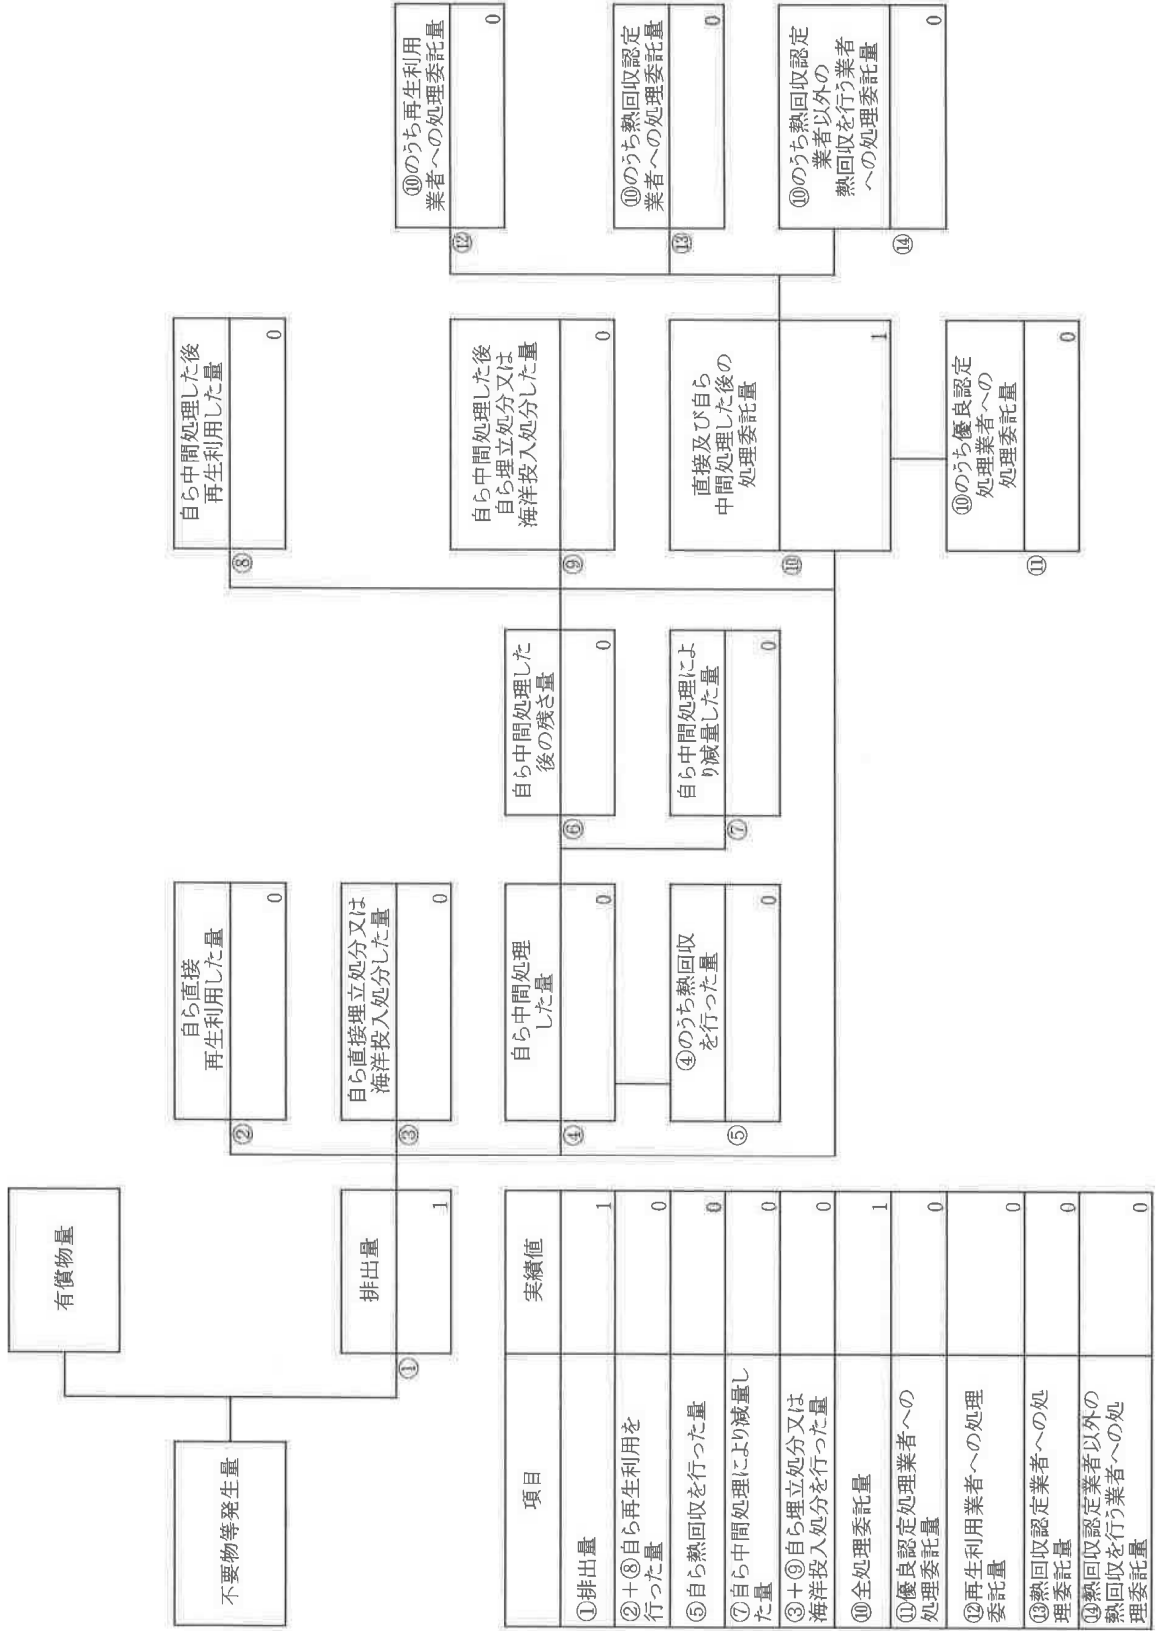 不要物等発生量
有償物量
①
排出量
1
②
自ら直接
再生利用した量
0
③
自ら直接埋立処分又は
海洋投入処分した量
0
④
自ら中間処理
した量
0
⑤
④のうち熱回収
を行った量
0
⑥
自ら中間処理した
後の残さ量
0
⑦
自ら中間処理によ
り減量した量
0
⑧
自ら中間処理した後
再生利用した量
0
⑨
自ら中間処理した後
自ら埋立処分又は
海洋投入処分した量
0
⑩
直接及び自ら
中間処理した後の
処理委託量
1
⑪
⑩のうち優良認定
処理業者への
処理委託量
0
⑫
⑩のうち再生利用
業者への処理委託量
0
⑬
⑩のうち熱回収認定
業者への処理委託量
0
⑭
⑩のうち熱回収認定
業者以外の
熱回収を行う業者
への処理委託量
0
項目 実績値
①排出量 1
②+⑧自ら再生利用を
行った量 0
⑤自ら熱回収を行った量 0
⑦自ら中間処理により減量し
た量 0
③+⑨自ら埋立処分又は
海洋投入処分を行った量 0
⑩全処理委託量 1
⑪優良認定処理業者への
処理委託量 0
⑫再生利用業者への処理
委託量 0
⑬熱回収認定業者への処
理委託量 0
⑭熱回収認定業者以外の
熱回収を行う業者への処
理委託量 0